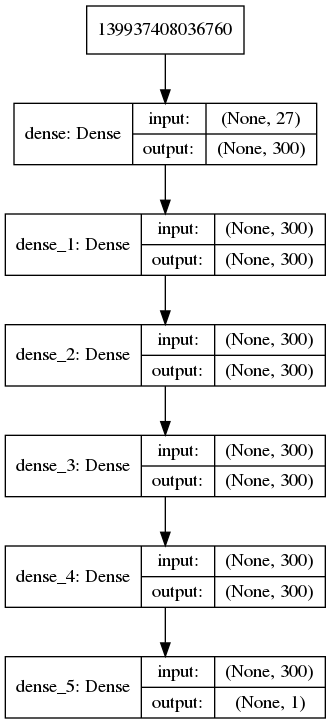 139937408036760
dense: Dense
input: (None, 27)
output: (None, 300)
dense_1: Dense
input: (None, 300)
output: (None, 300)
dense_2: Dense
input: (None, 300)
output: (None, 300)
dense_3: Dense
input: (None, 300)
output: (None, 300)
dense_4: Dense
input: (None, 300)
output: (None, 300)
dense_5: Dense
input: (None, 300)
output: (None, 1)